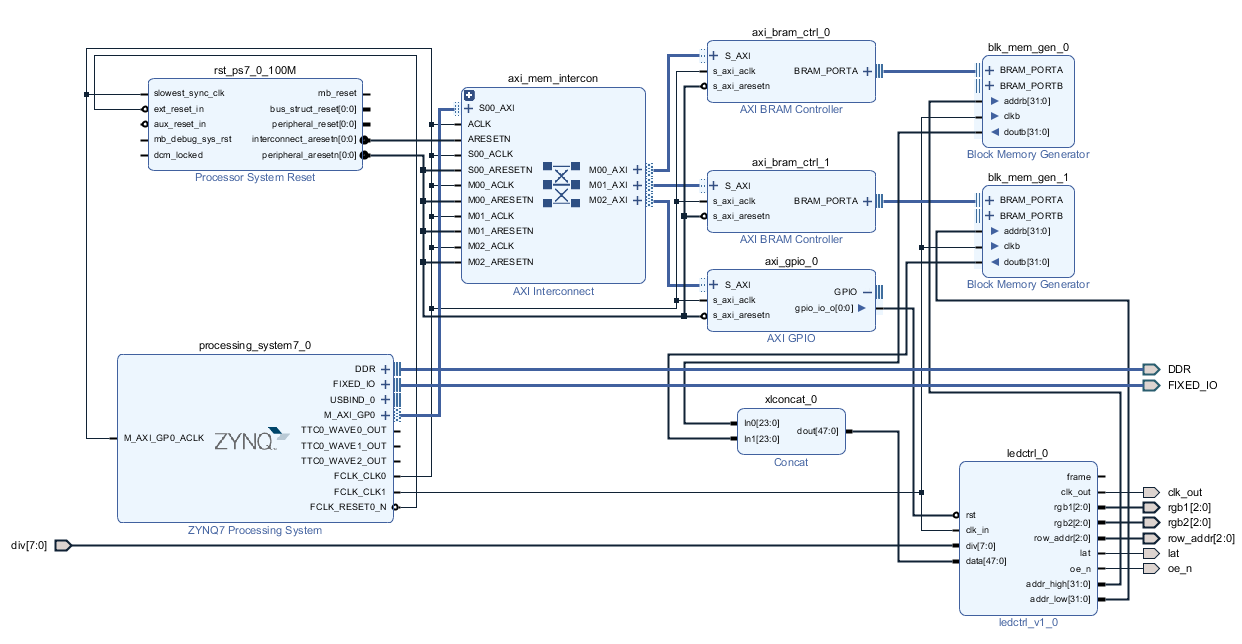 rst_ps7_0_100M
slowest_sync_clk
ext_reset_in
aux_reset_in
mb_debug_sys_rst
dcm_locked
mb_reset
bus_struct_reset[0:0]
peripheral_reset[0:0]
interconnect_aresetn[0:0]
peripheral_aresetn[0:0]
Processor System Reset
axi_mem_intercon
S00_AXI
ACLK
ARESETN
S00_ACLK
S00_ARESETN
M00_ACLK
M00_ARESETN
M01_ACLK
M01_ARESETN
M02_ACLK
M02_ARESETN
M00_AXI
M01_AXI
M02_AXI
AXI Interconnect
axi_bram_ctrl_0
S_AXI
s_axi_aclk
s_axi_aresetn
BRAM_PORTA
AXI BRAM Controller
axi_bram_ctrl_1
S_AXI
s_axi_aclk
s_axi_aresetn
BRAM_PORTA
AXI BRAM Controller
axi_gpio_0
S_AXI
s_axi_aclk
s_axi_aresetn
GPIO
gpio_io_o[0:0]
AXI GPIO
blk_mem_gen_0
BRAM_PORTA
BRAM_PORTB
addrb[31:0]
clkb
doutb[31:0]
Block Memory Generator
blk_mem_gen_1
BRAM_PORTA
BRAM_PORTB
addrb[31:0]
clkb
doutb[31:0]
Block Memory Generator
processing_system7_0
M_AXI_GP0_ACLK
ZYNQ
DDR
FIXED_IO
USBIND_0
M_AXI_GP0
TTC0_WAVE0_OUT
TTC0_WAVE1_OUT
TTC0_WAVE2_OUT
FCLK_CLK0
FCLK_CLK1
FCLK_RESET0_N
ZYNQ7 Processing System
xlconcat_0
In0[23:0]
In1[23:0]
dout[47:0]
Concat
ledctrl_0
rst
clk_in
div[7:0]
data[47:0]
frame
clk_out
rgb1[2:0]
rgb2[2:0]
row_addr[2:0]
lat
oe_n
addr_high[31:0]
addr_low[31:0]
ledctrl_v1_0
div[7:0]
DDR
FIXED_IO
clk_out
rgb1[2:0]
rgb2[2:0]
row_addr[2:0]
lat
oe_n